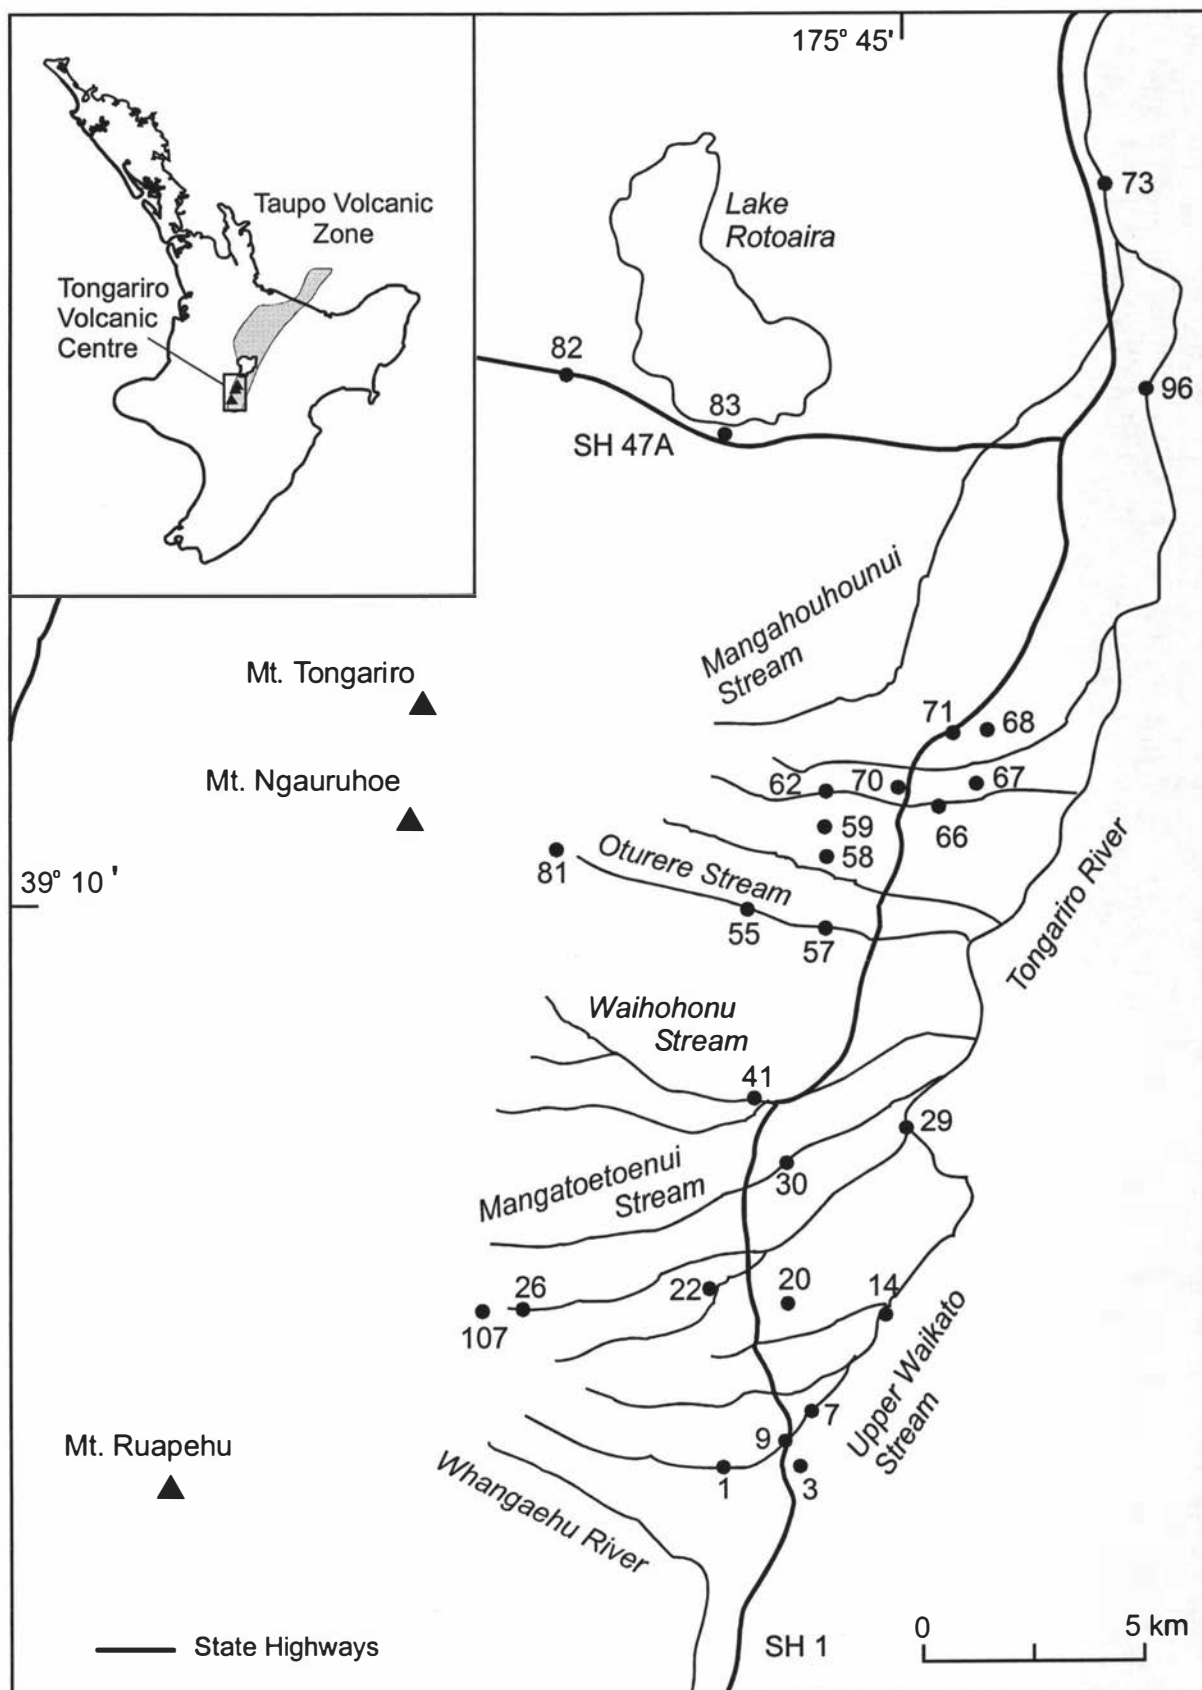 175° 45'
Taupo Volcanic
Zone
Tongariro
Volcanic
Centre
Lake
Rotoaira
73
82
83
96
SH 47A
Mangahouhounui
Stream
Mt. Tongariro
71
68
Mt. Ngauruhoe
62
70
67
59
66
58
81
Oturere Stream
39° 10 '
55
57
Tongariro River
Waihohonu
Stream
41
29
Mangatoetoenui
Stream
30
26
22
20
14
107
Upper Waikato
Stream
7
9
Mt. Ruapehu
1
3
Whangaehu River
State Highways
SH 1
0
5 km